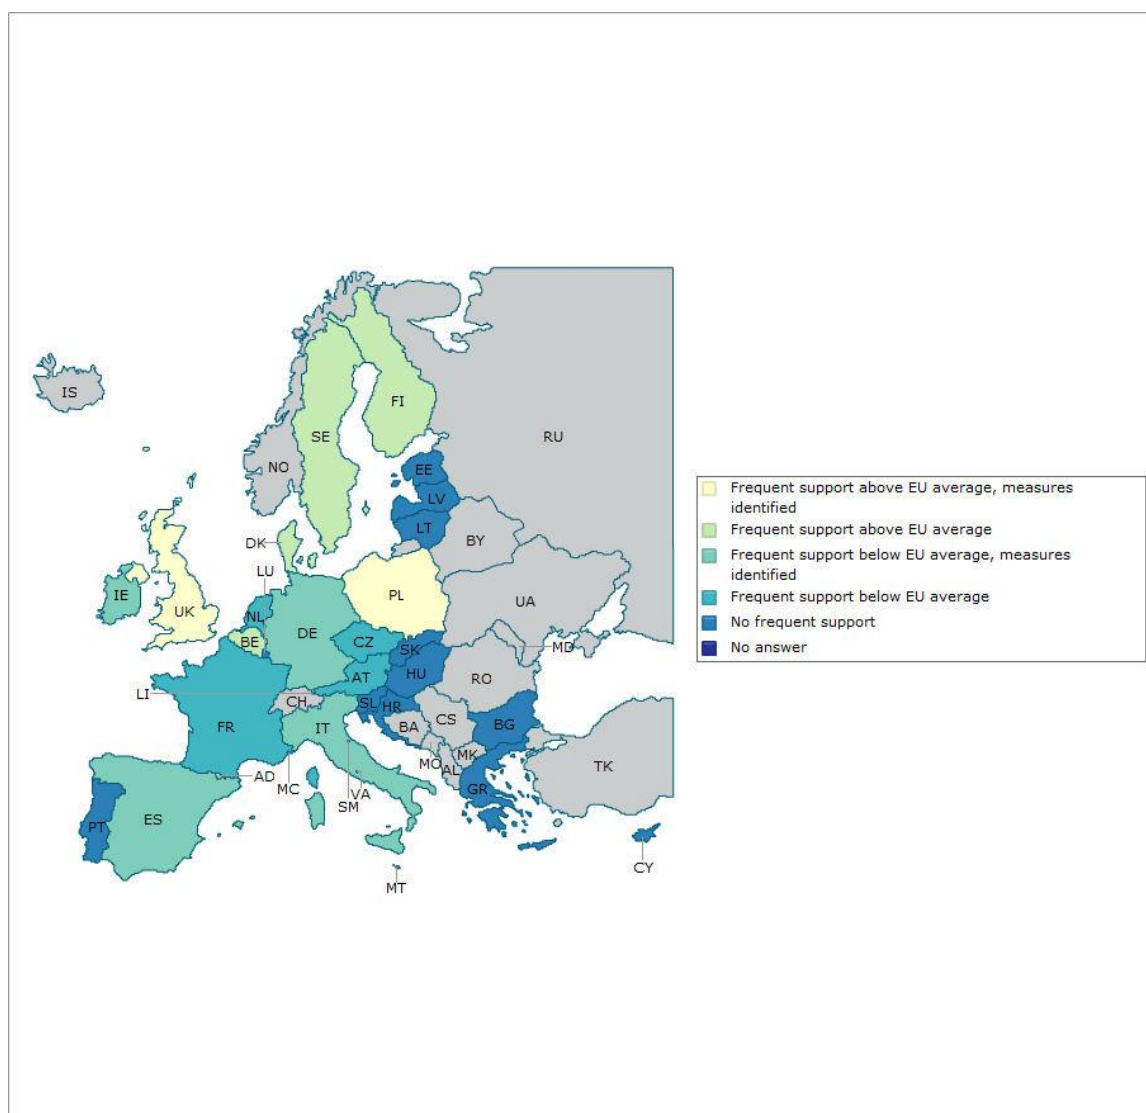 IS
FI
SE
RU
NO
EE
LV
LT
DK
BY
LU
IE
UK
NL
PL
UA
DE
BE
CZ
SK
MD
AT
HU
RO
LI
CH
SL
HR
FR
IT
BA
CS
BG
MO
MK
AL
TK
AD
MC
SM
VA
GR
PT
ES
CY
MT
Frequent support above EU average, measures
identified
Frequent support above EU average
Frequent support below EU average, measures
identified
Frequent support below EU average
No frequent support
No answer